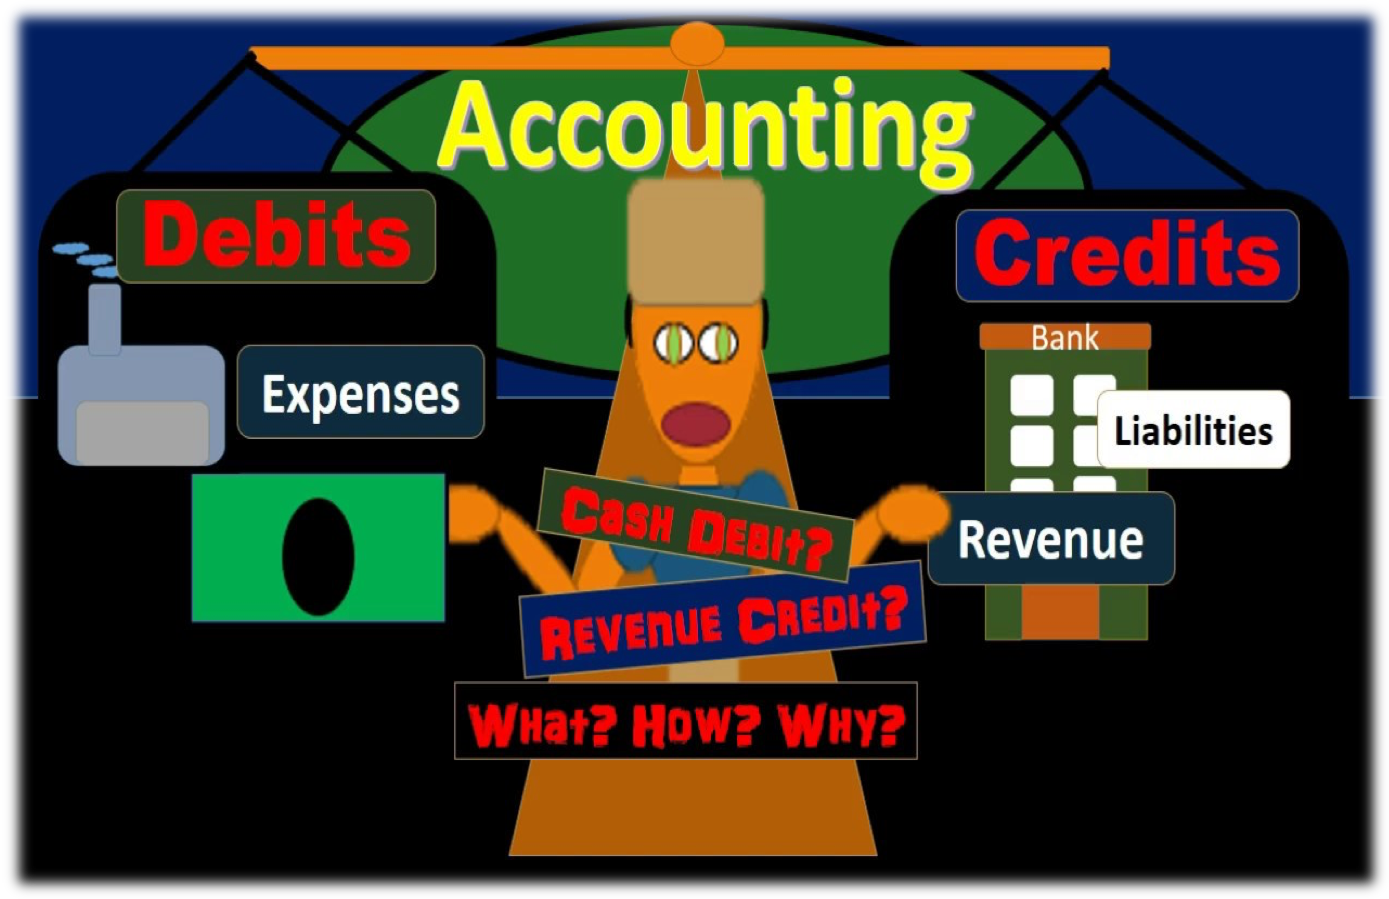 Accounting
Debits
Credits
Bank
Expenses
Liabilities
Cash Debit?
Revenue
Revenue Credit?
What? How? Why?